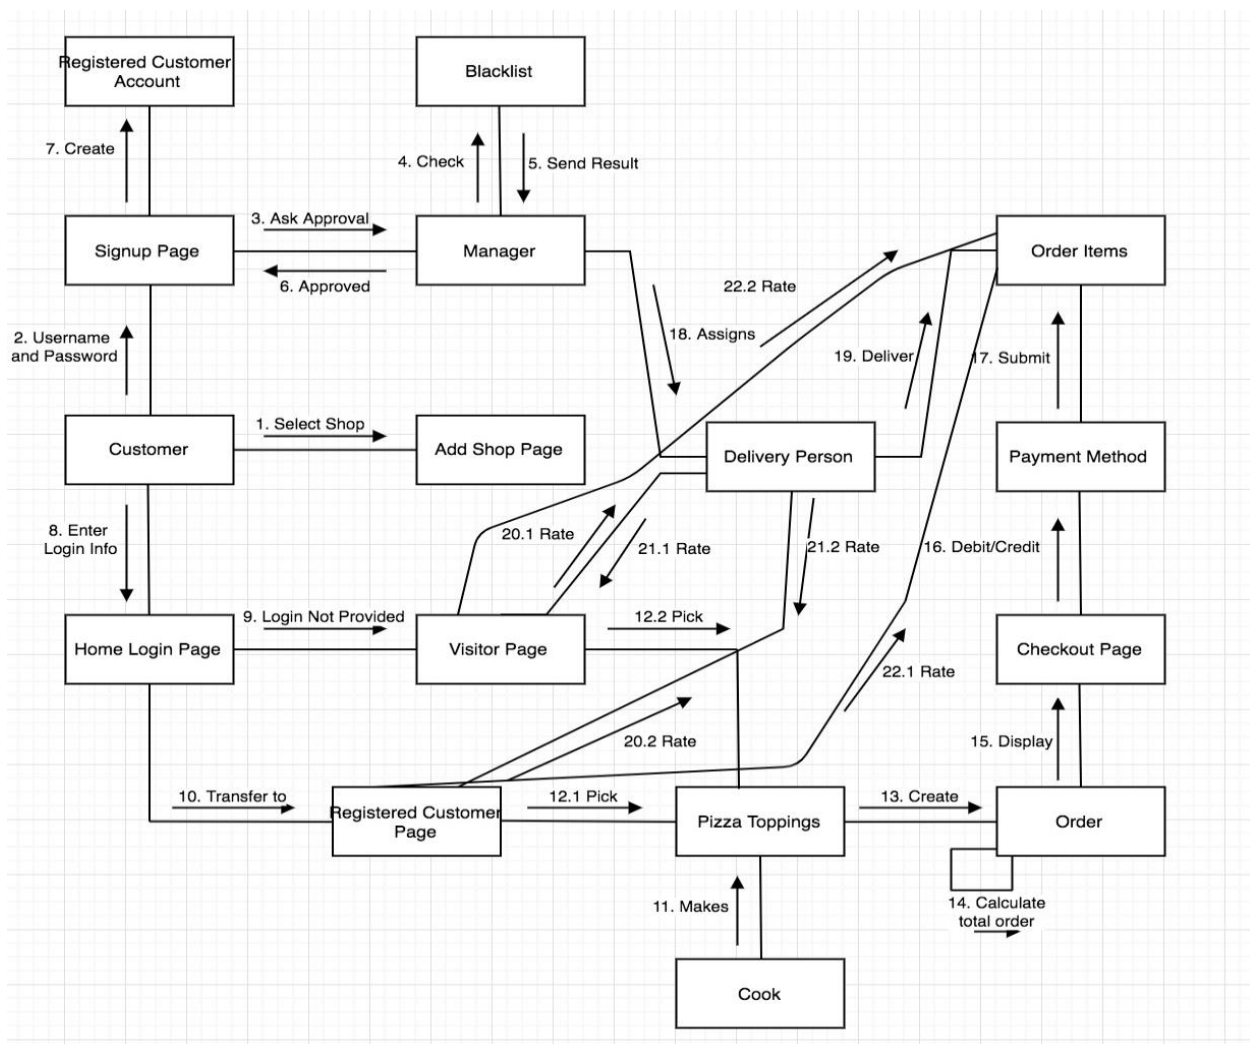 Registered Customer
Account
Blacklist
7. Create
4. Check
5. Send Result
3. Ask Approval
Signup Page
Manager
Order Items
6. Approved
22.2 Rate
2. Username
and Password
18. Assigns
19. Deliver
17. Submit
1. Select Shop
Customer
Add Shop Page
Delivery Person
Payment Method
8. Enter
Login Info
20.1 Rate
21.1 Rate
21.2 Rate
16. Debit/Credit
9. Login Not Provided
12.2 Pick
Home Login Page
Visitor Page
Checkout Page
22.1 Rate
20.2 Rate
15. Display
10. Transfer to
12.1 Pick
13. Create
Registered Customer
Page
Pizza Toppings
Order
11. Makes
14. Calculate
total order
Cook